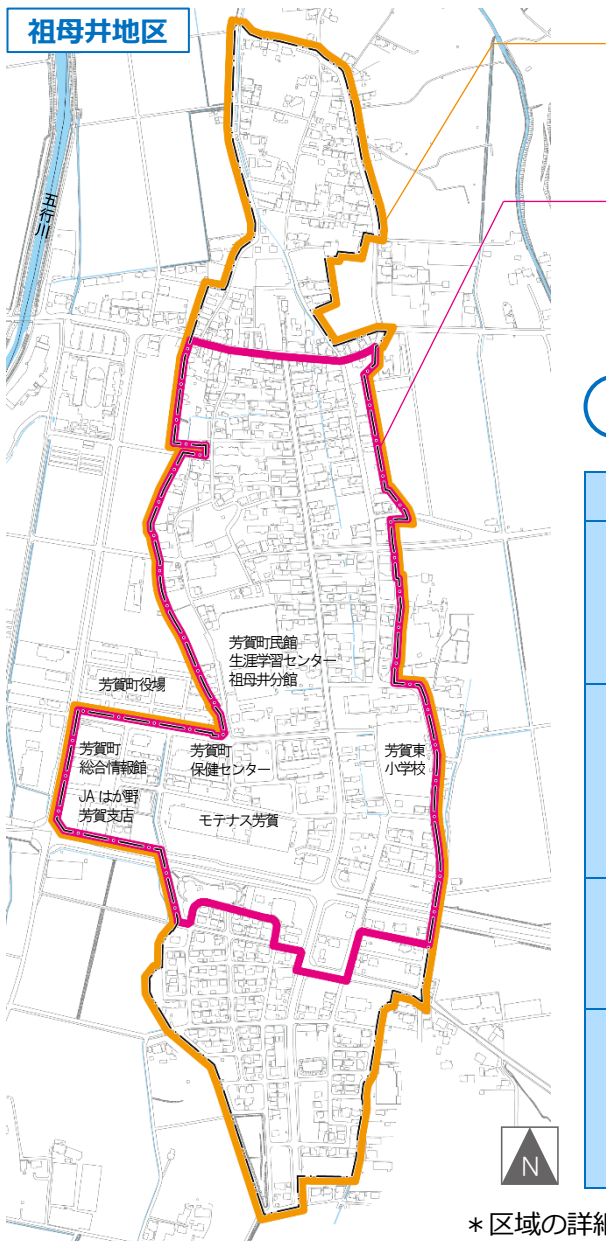 祖母井地区
五行川
芳賀町民館
生涯学習センター
祖母井分館
芳賀町役場
芳賀町
総合情報館
芳賀町
保健センター
芳賀東
小学校
JA はが野
芳賀支店
モテナス芳賀
N
＊区域の詳細